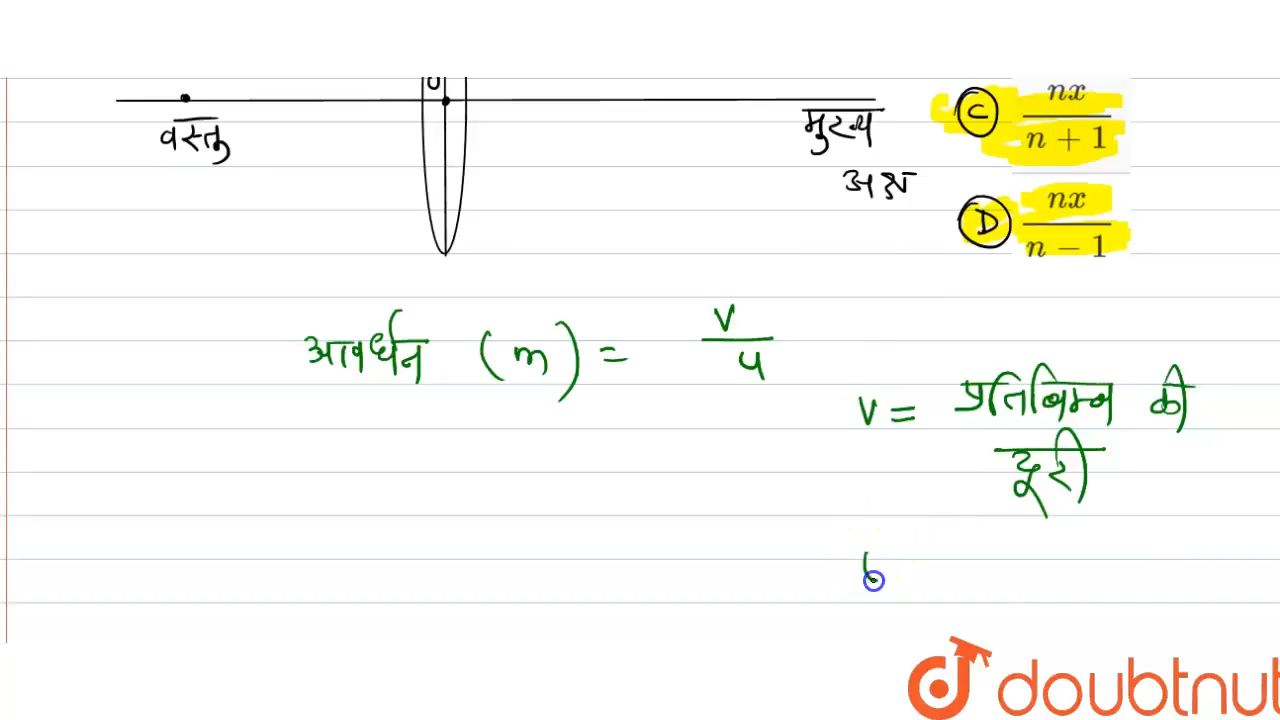 वस्तु
मुख्य
अक्ष
C nx / n + 1
D nx / n − 1
आवर्धन (m) = v / u
v = प्रतिबिम्ब की
दूरी
doubtnut